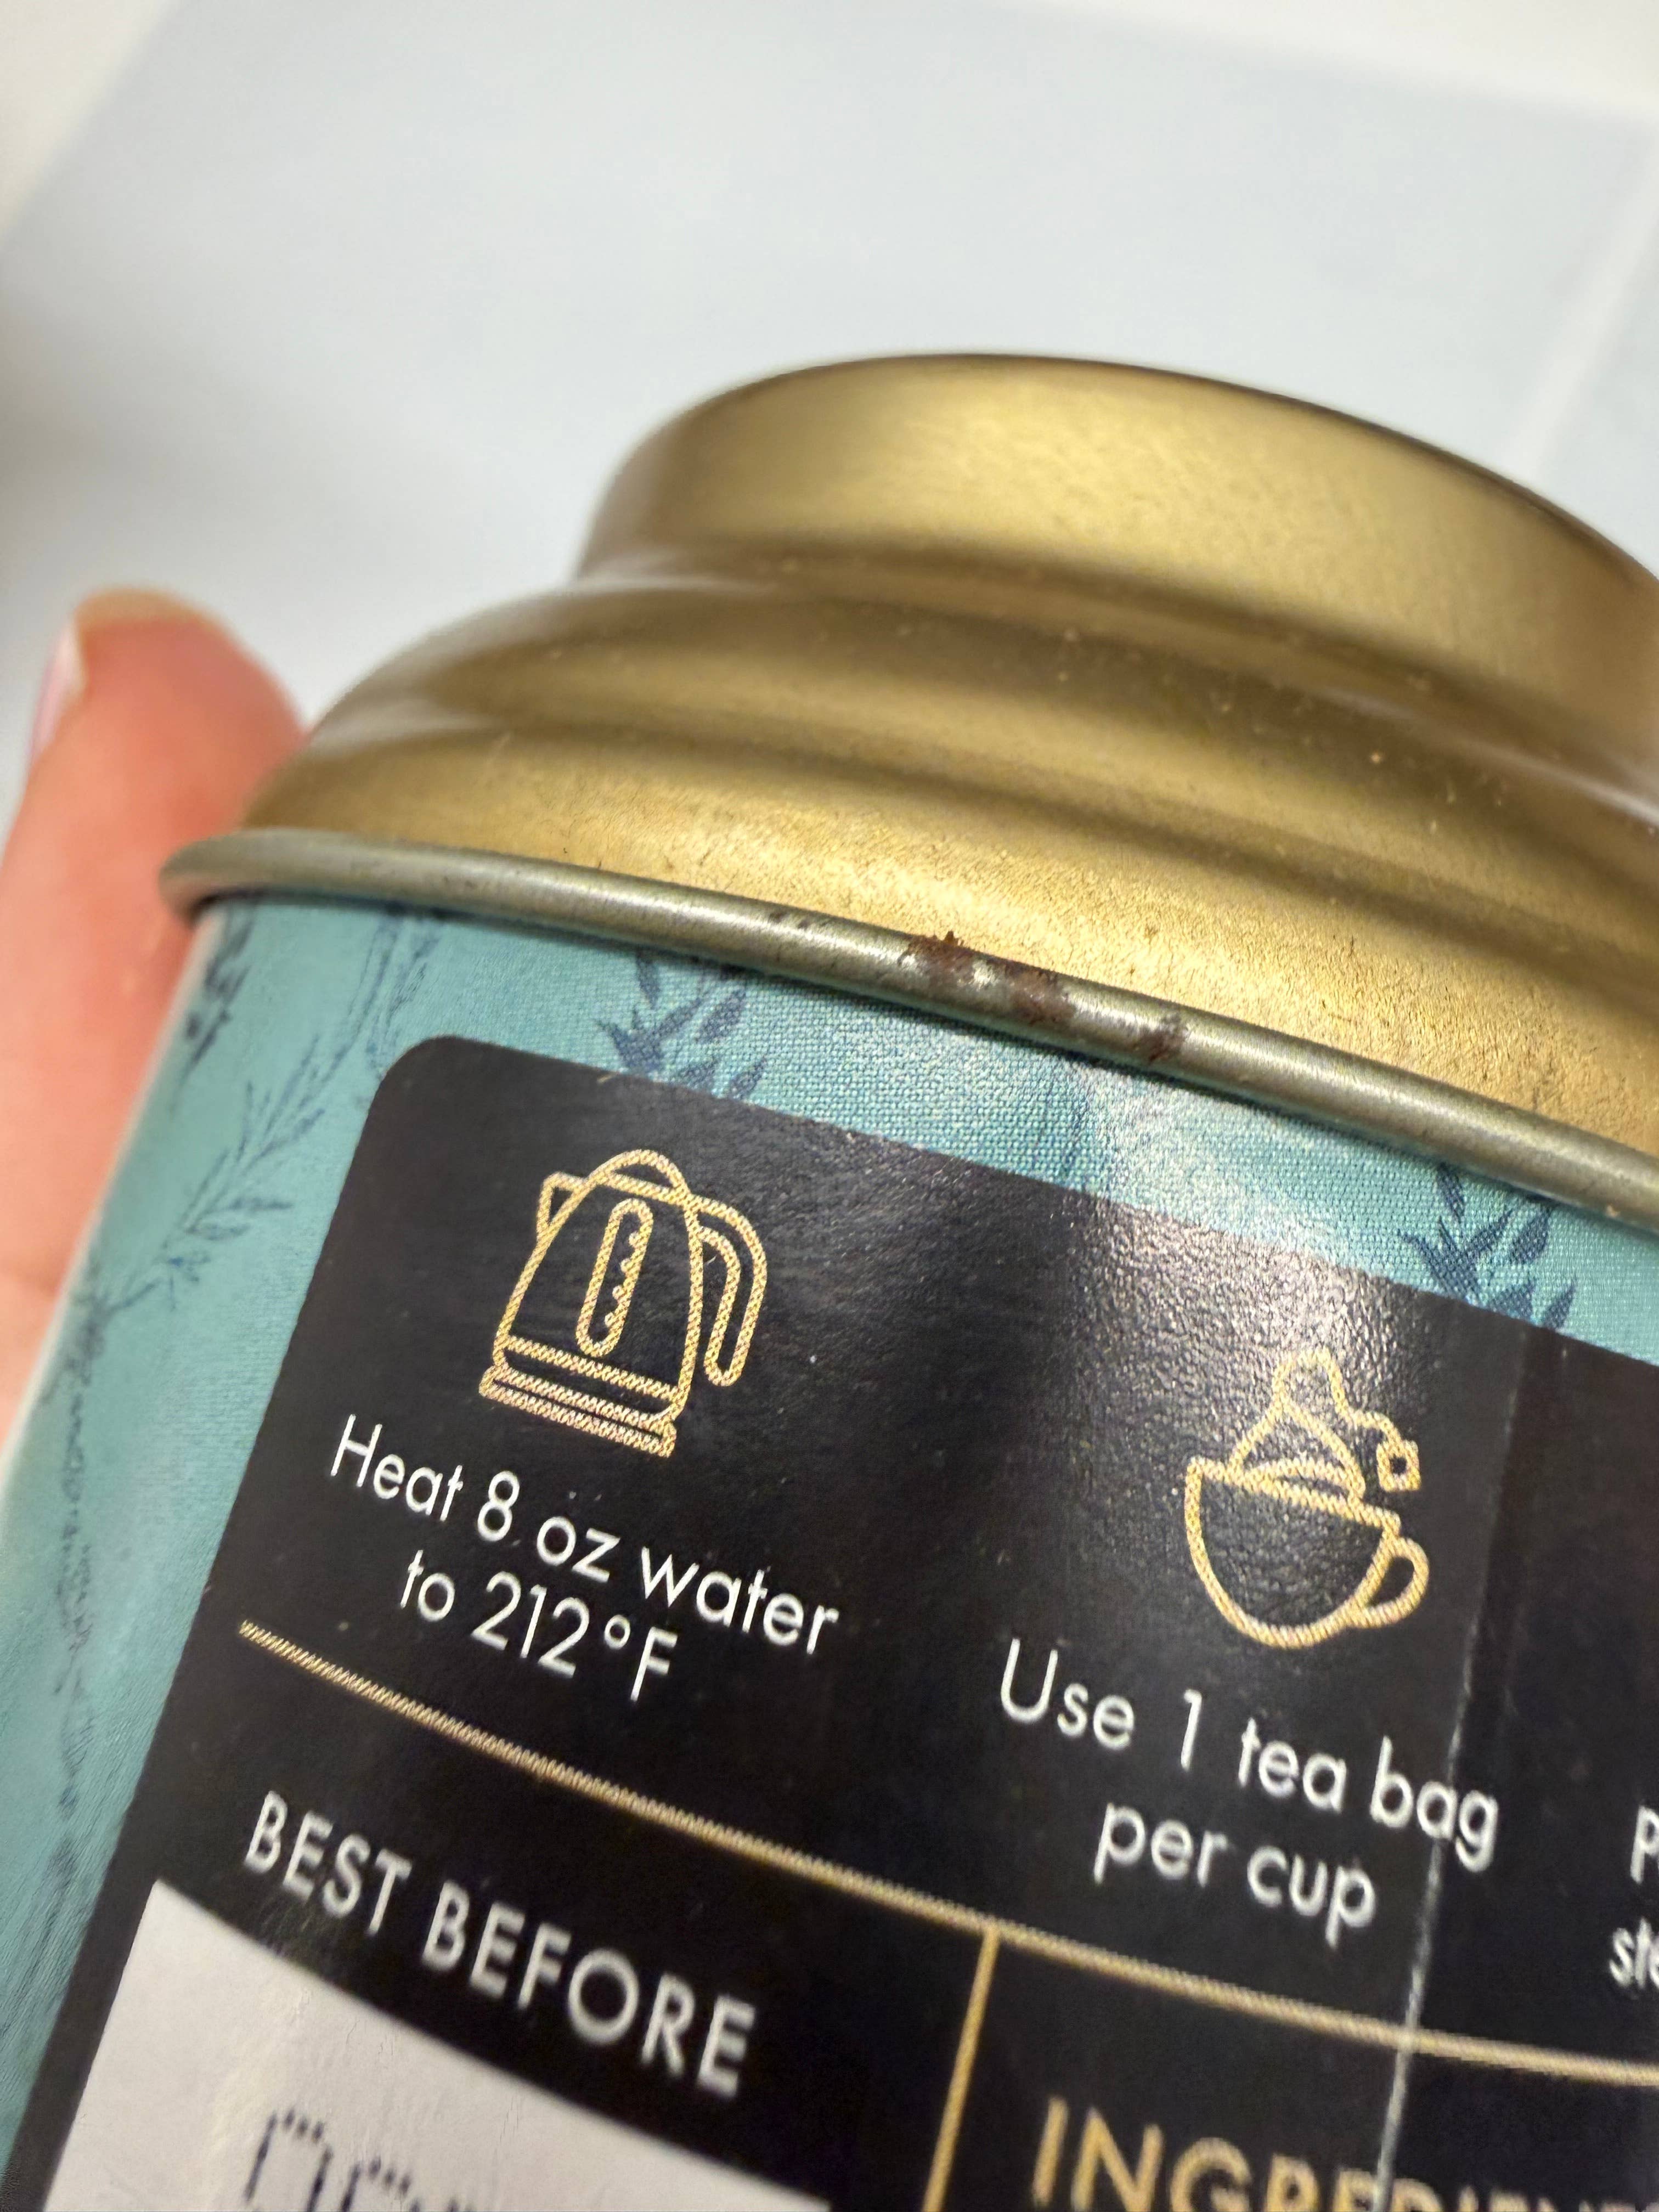 Heat 8 oz water
to 212°F
Use 1 tea bag
per cup
BEST BEFORE